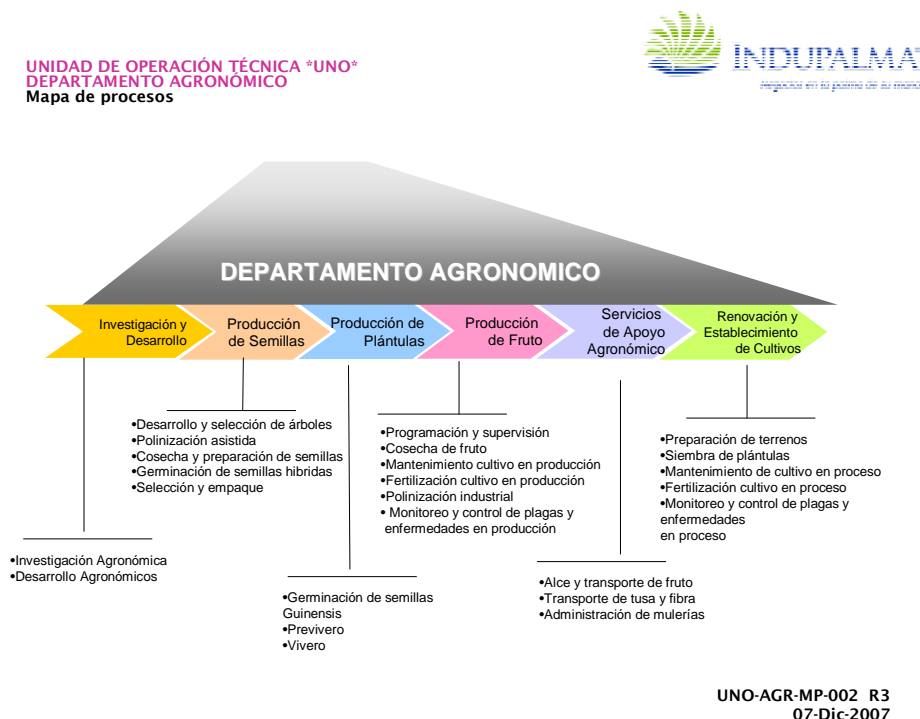 UNIDAD DE OPERACIÓN TÉCNICA *UNO*
DEPARTAMENTO AGRONÓMICO
Mapa de procesos
INDUPALMA
DEPARTAMENTO AGRONOMICO
Investigación y
Desarrollo
Producción
de Semillas
Producción de
Plántulas
Producción
de Fruto
Servicios
de Apoyo
Agronómico
Renovación y
Establecimiento
de Cultivos
•Investigación Agronómica
•Desarrollo Agronómicos
•Desarrollo y selección de árboles
•Polinización asistida
•Cosecha y preparación de semillas
•Germinación de semillas hibridas
•Selección y empaque
•Germinación de semillas
Guinensis
•Previvero
•Vivero
•Programación y supervisión
•Cosecha de fruto
•Mantenimiento cultivo en producción
•Fertilización cultivo en producción
•Polinización industrial
• Monitoreo y control de plagas y
enfermedades en producción
•Alce y transporte de fruto
•Transporte de tusa y fibra
•Administración de mulerías
•Preparación de terrenos
•Siembra de plántulas
•Mantenimiento de cultivo en proceso
•Fertilización cultivo en proceso
•Monitoreo y control de plagas y
enfermedades
en proceso
UNO-AGR-MP-002 R3
07-Dic-2007